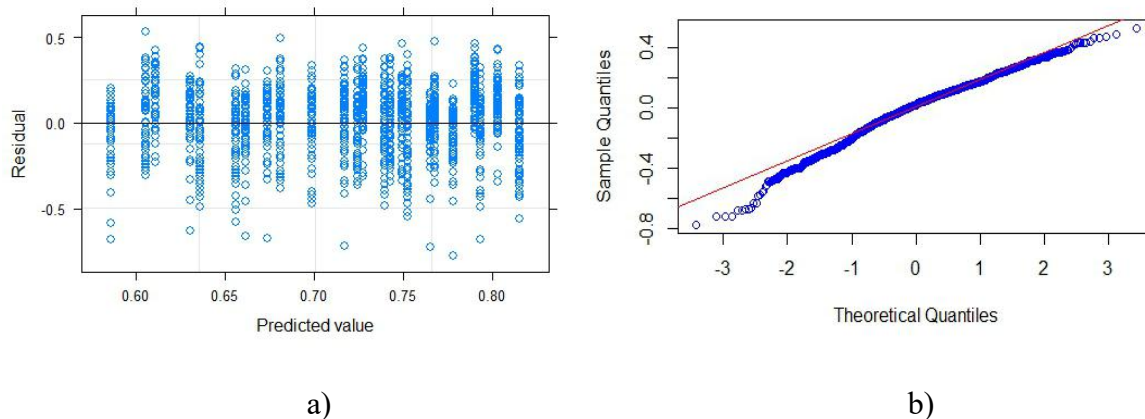 Residual
0.5
0.0
-0.5
0.60 0.65 0.70 0.75 0.80
Predicted value
a)
Sample Quantiles
0.4
0.0
-0.4
-0.8
-3 -2 -1 0 1 2 3
Theoretical Quantiles
b)